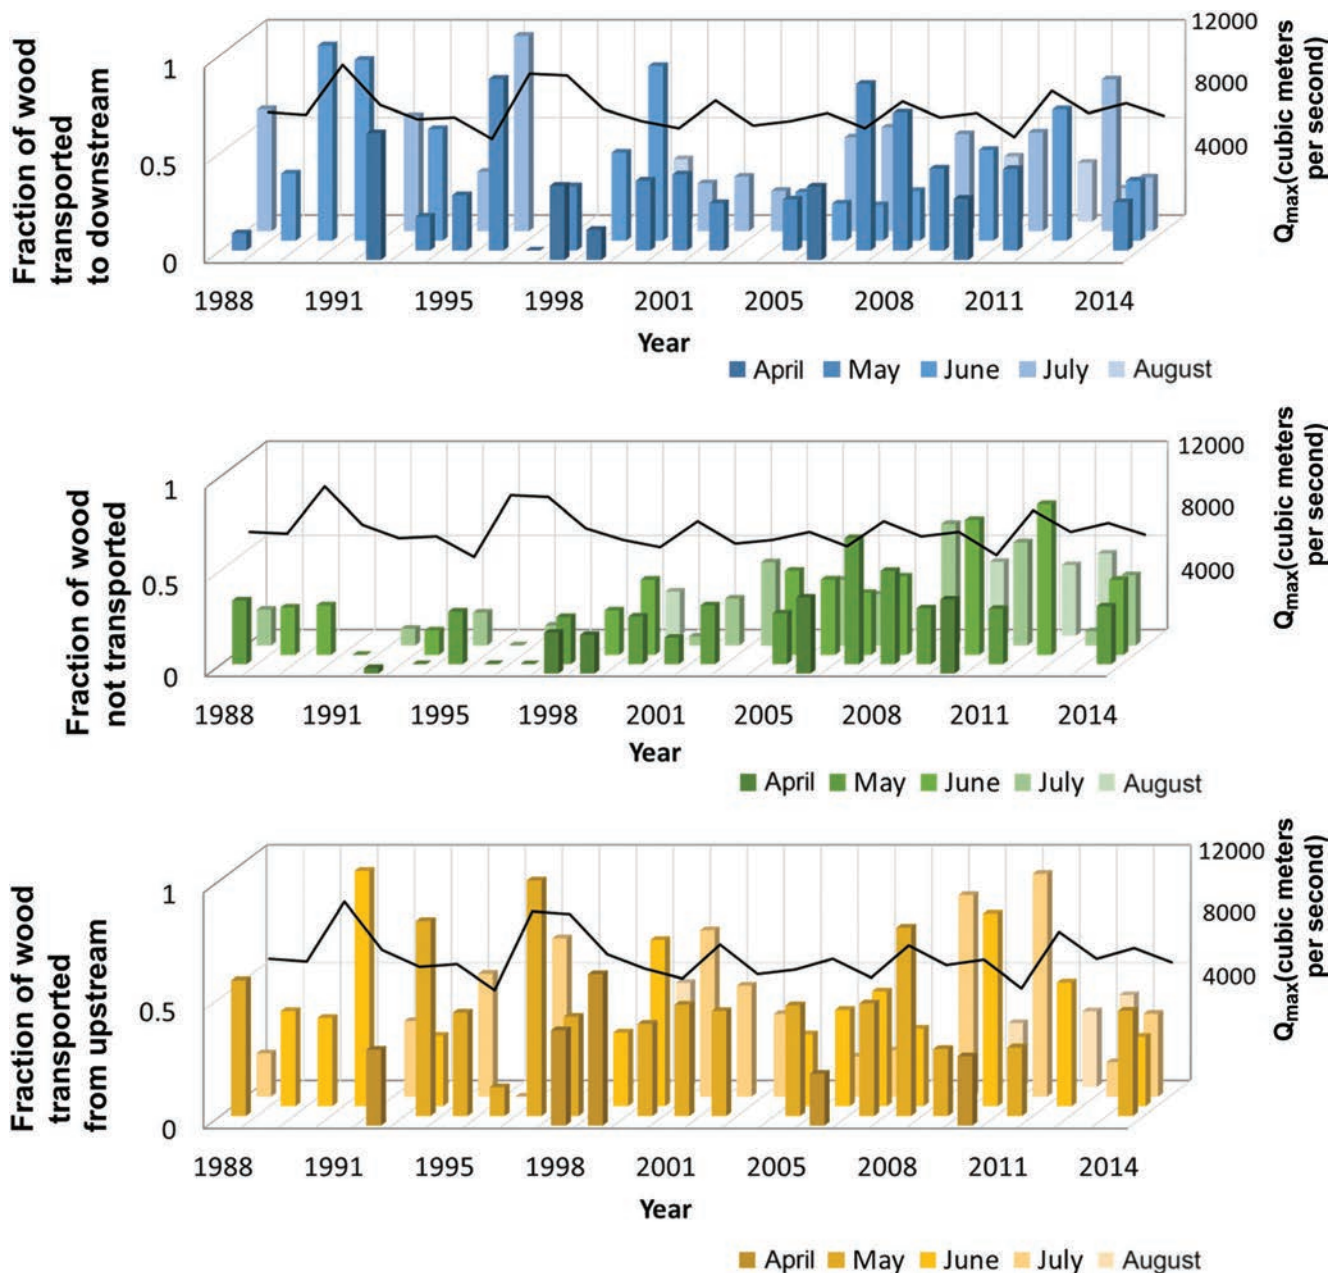 Fraction of wood
transported
to downstream
1
0.5
0
12000
8000
4000
Qmax(cubic meters
per second)
1988 1991 1995 1998 2001 2005 2008 2011 2014
Year
April May June July August
Fraction of wood
not transported
1
0.5
0
12000
8000
4000
Qmax(cubic meters
per second)
1988 1991 1995 1998 2001 2005 2008 2011 2014
Year
April May June July August
Fraction of wood
transported
from upstream
1
0.5
0
12000
8000
4000
Qmax(cubic meters
per second)
1988 1991 1995 1998 2001 2005 2008 2011 2014
Year
April May June July August